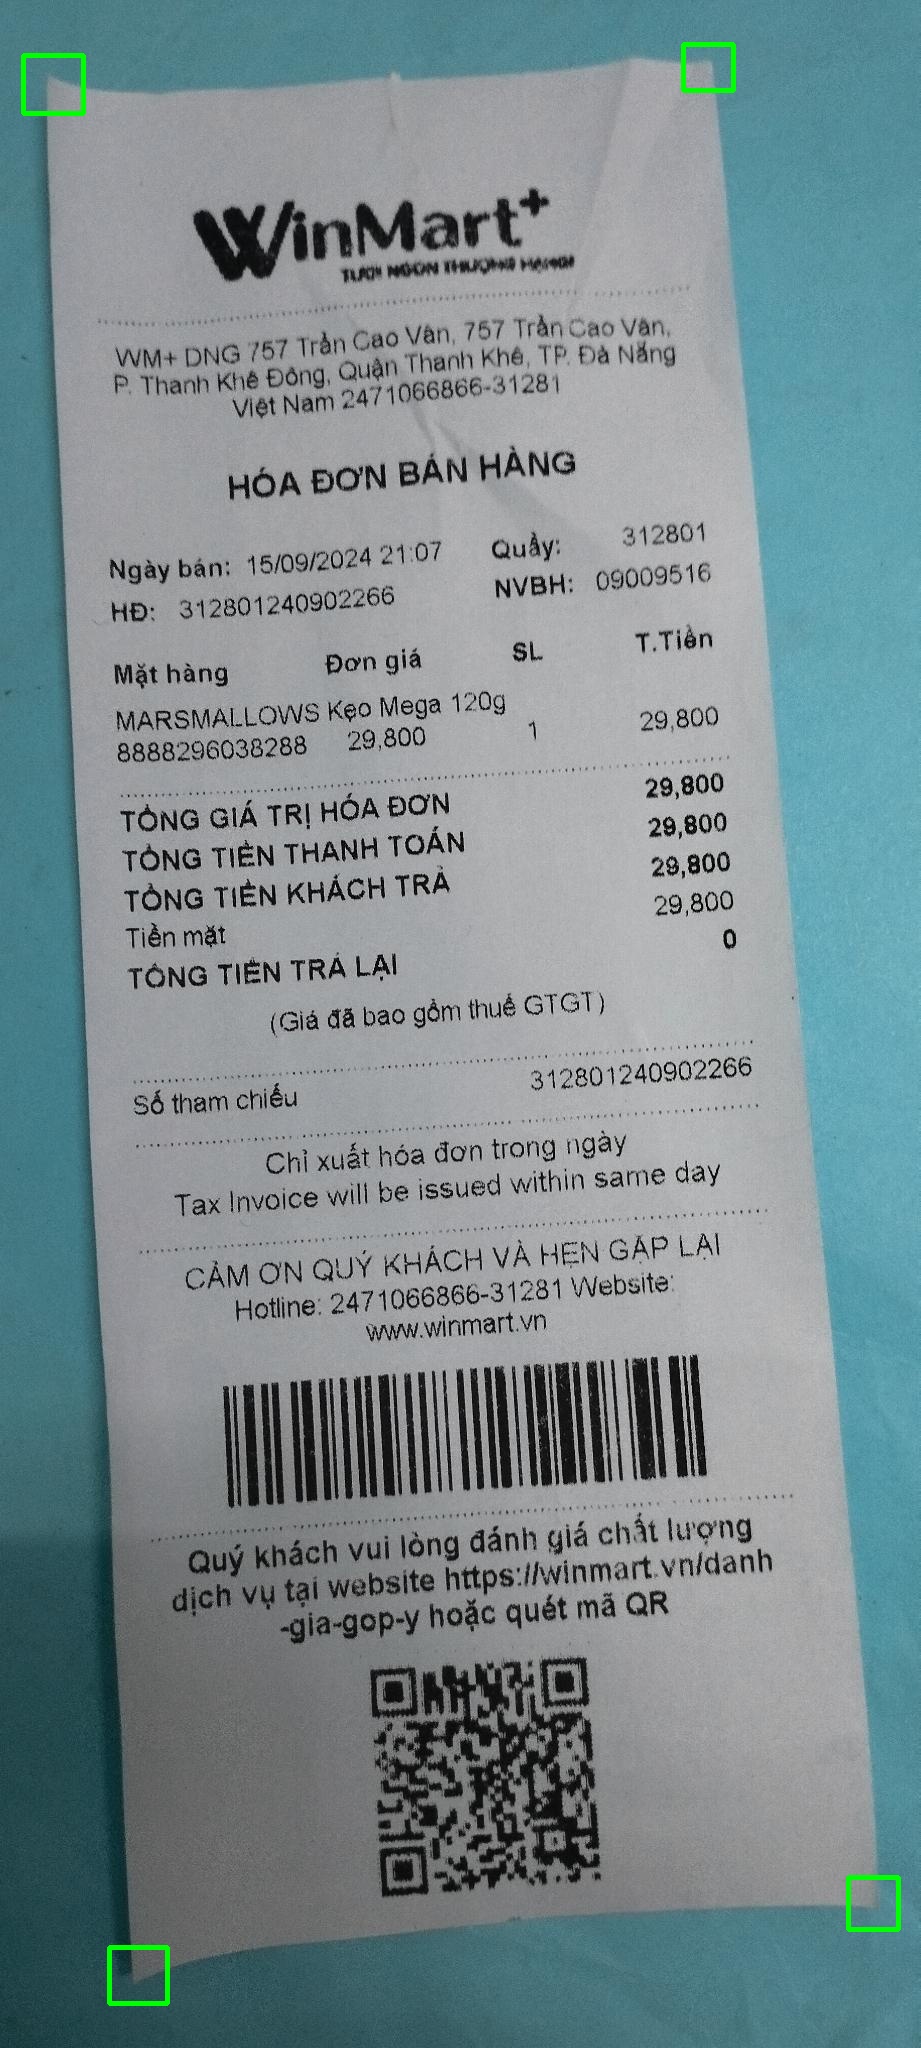 WinMart+
TƯƠI NGON THƯỢNG HẠNG
WM+ DNG 757 Trần Cao Vân, 757 Trần Cao Vân,
P. Thanh Khê Đông, Quận Thanh Khê, TP. Đà Nẵng
Việt Nam 2471066866-31281
HÓA ĐƠN BÁN HÀNG
Ngày bán: 15/09/2024 21:07 Quầy: 312801
HĐ: 312801240902266 NVBH: 09009516
Mặt hàng Đơn giá SL T.Tiền
MARSMALLOWS Kẹo Mega 120g
8888296038288 29,800 1 29,800
TỔNG GIÁ TRỊ HÓA ĐƠN 29,800
TỔNG TIỀN THANH TOÁN 29,800
TỔNG TIỀN KHÁCH TRẢ 29,800
Tiền mặt 29,800
TỔNG TIỀN TRẢ LẠI 0
(Giá đã bao gồm thuế GTGT)
Số tham chiếu 312801240902266
Chỉ xuất hóa đơn trong ngày
Tax Invoice will be issued within same day
CẢM ƠN QUÝ KHÁCH VÀ HẸN GẶP LẠI
Hotline: 2471066866-31281 Website:
www.winmart.vn
Quý khách vui lòng đánh giá chất lượng
dịch vụ tại website https://winmart.vn/danh
-gia-gop-y hoặc quét mã QR